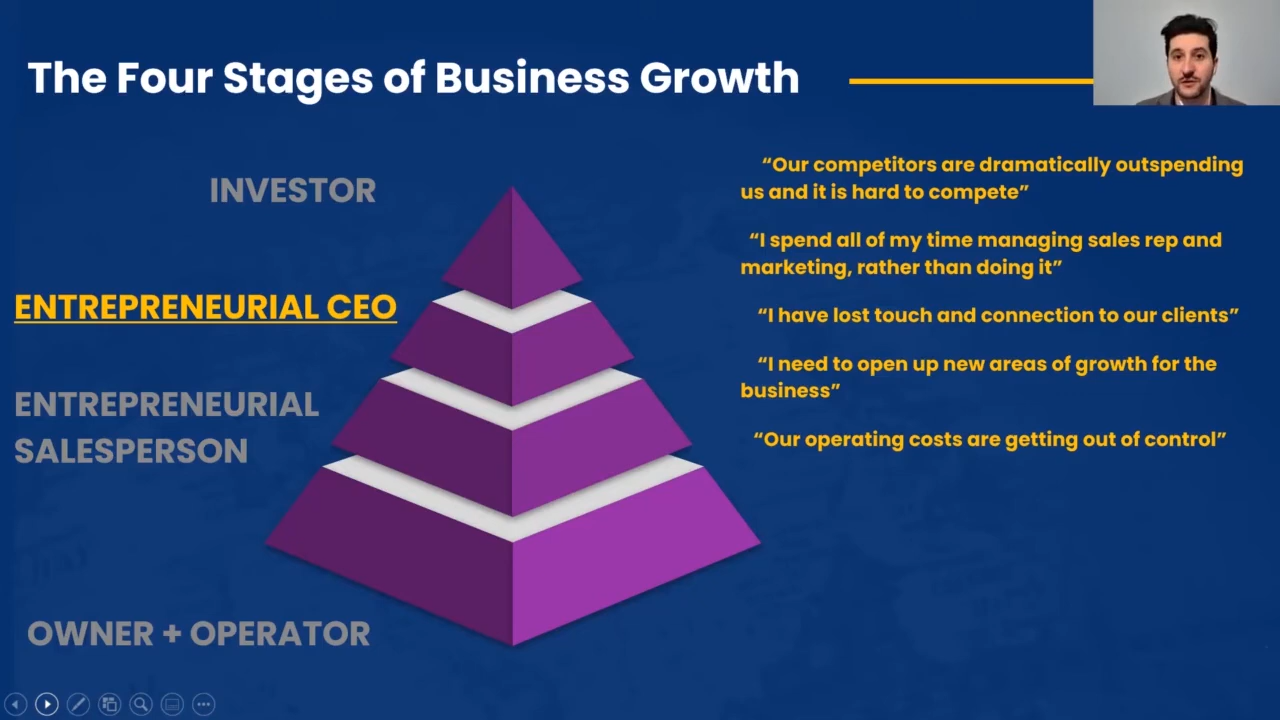 The Four Stages of Business Growth
INVESTOR
ENTREPRENEURIAL CEO
ENTREPRENEURIAL
SALESPERSON
OWNER + OPERATOR
“Our competitors are dramatically outspending
us and it is hard to compete”
“I spend all of my time managing sales rep and
marketing, rather than doing it”
“I have lost touch and connection to our clients”
“I need to open up new areas of growth for the
business”
“Our operating costs are getting out of control”